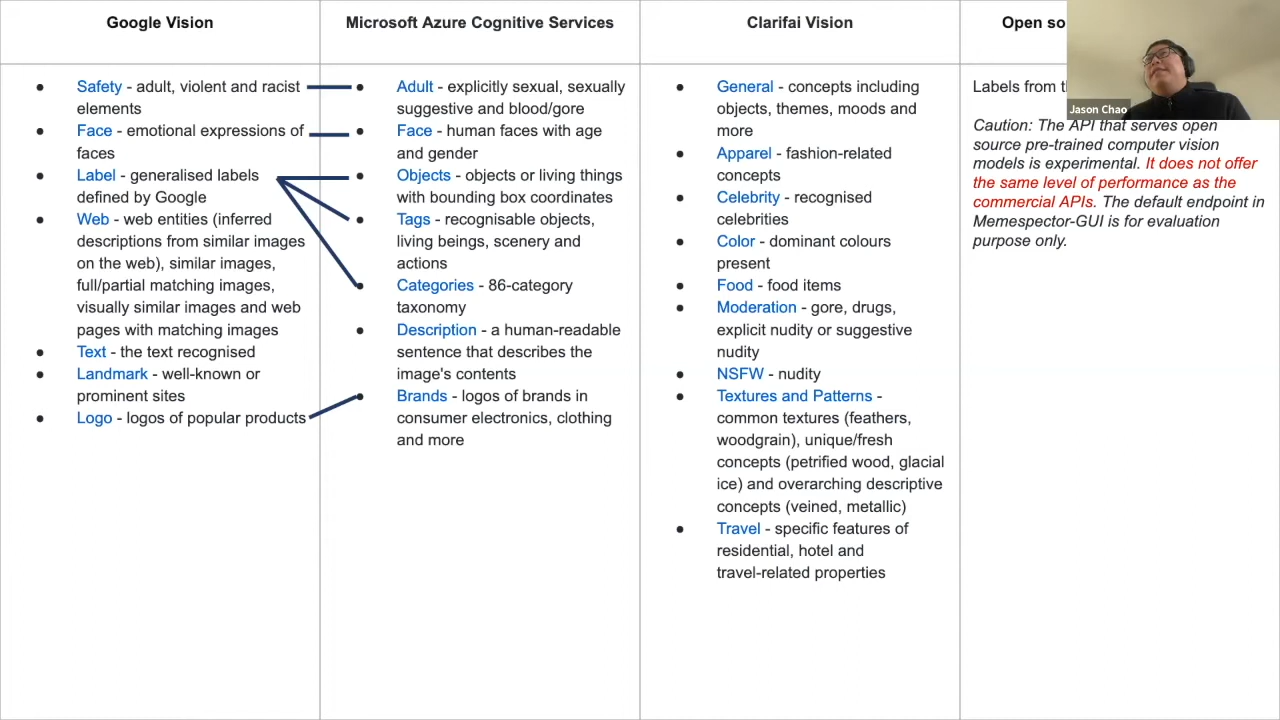 Google Vision
● Safety - adult, violent and racist
elements
● Face - emotional expressions of
faces
● Label - generalised labels
defined by Google
● Web - web entities (inferred
descriptions from similar images
on the web), similar images,
full/partial matching images,
visually similar images and web
pages with matching images
● Text - the text recognised
● Landmark - well-known or
prominent sites
● Logo - logos of popular products
Microsoft Azure Cognitive Services
● Adult - explicitly sexual, sexually
suggestive and blood/gore
● Face - human faces with age
and gender
● Objects - objects or living things
with bounding box coordinates
● Tags - recognisable objects,
living beings, scenery and
actions
● Categories - 86-category
taxonomy
● Description - a human-readable
sentence that describes the
image's contents
● Brands - logos of brands in
consumer electronics, clothing
and more
Clarifai Vision
● General - concepts including
objects, themes, moods and
more
● Apparel - fashion-related
concepts
● Celebrity - recognised
celebrities
● Color - dominant colours
present
● Food - food items
● Moderation - gore, drugs,
explicit nudity or suggestive
nudity
● NSFW - nudity
● Textures and Patterns -
common textures (feathers,
woodgrain), unique/fresh
concepts (petrified wood, glacial
ice) and overarching descriptive
concepts (veined, metallic)
● Travel - specific features of
residential, hotel and
travel-related properties
Open
Labels from
Jason Chao
Caution: The API that serves open
source pre-trained computer vision
models is experimental. It does not offer
the same level of performance as the
commercial APIs. The default endpoint in
Memespector-GUI is for evaluation
purpose only.